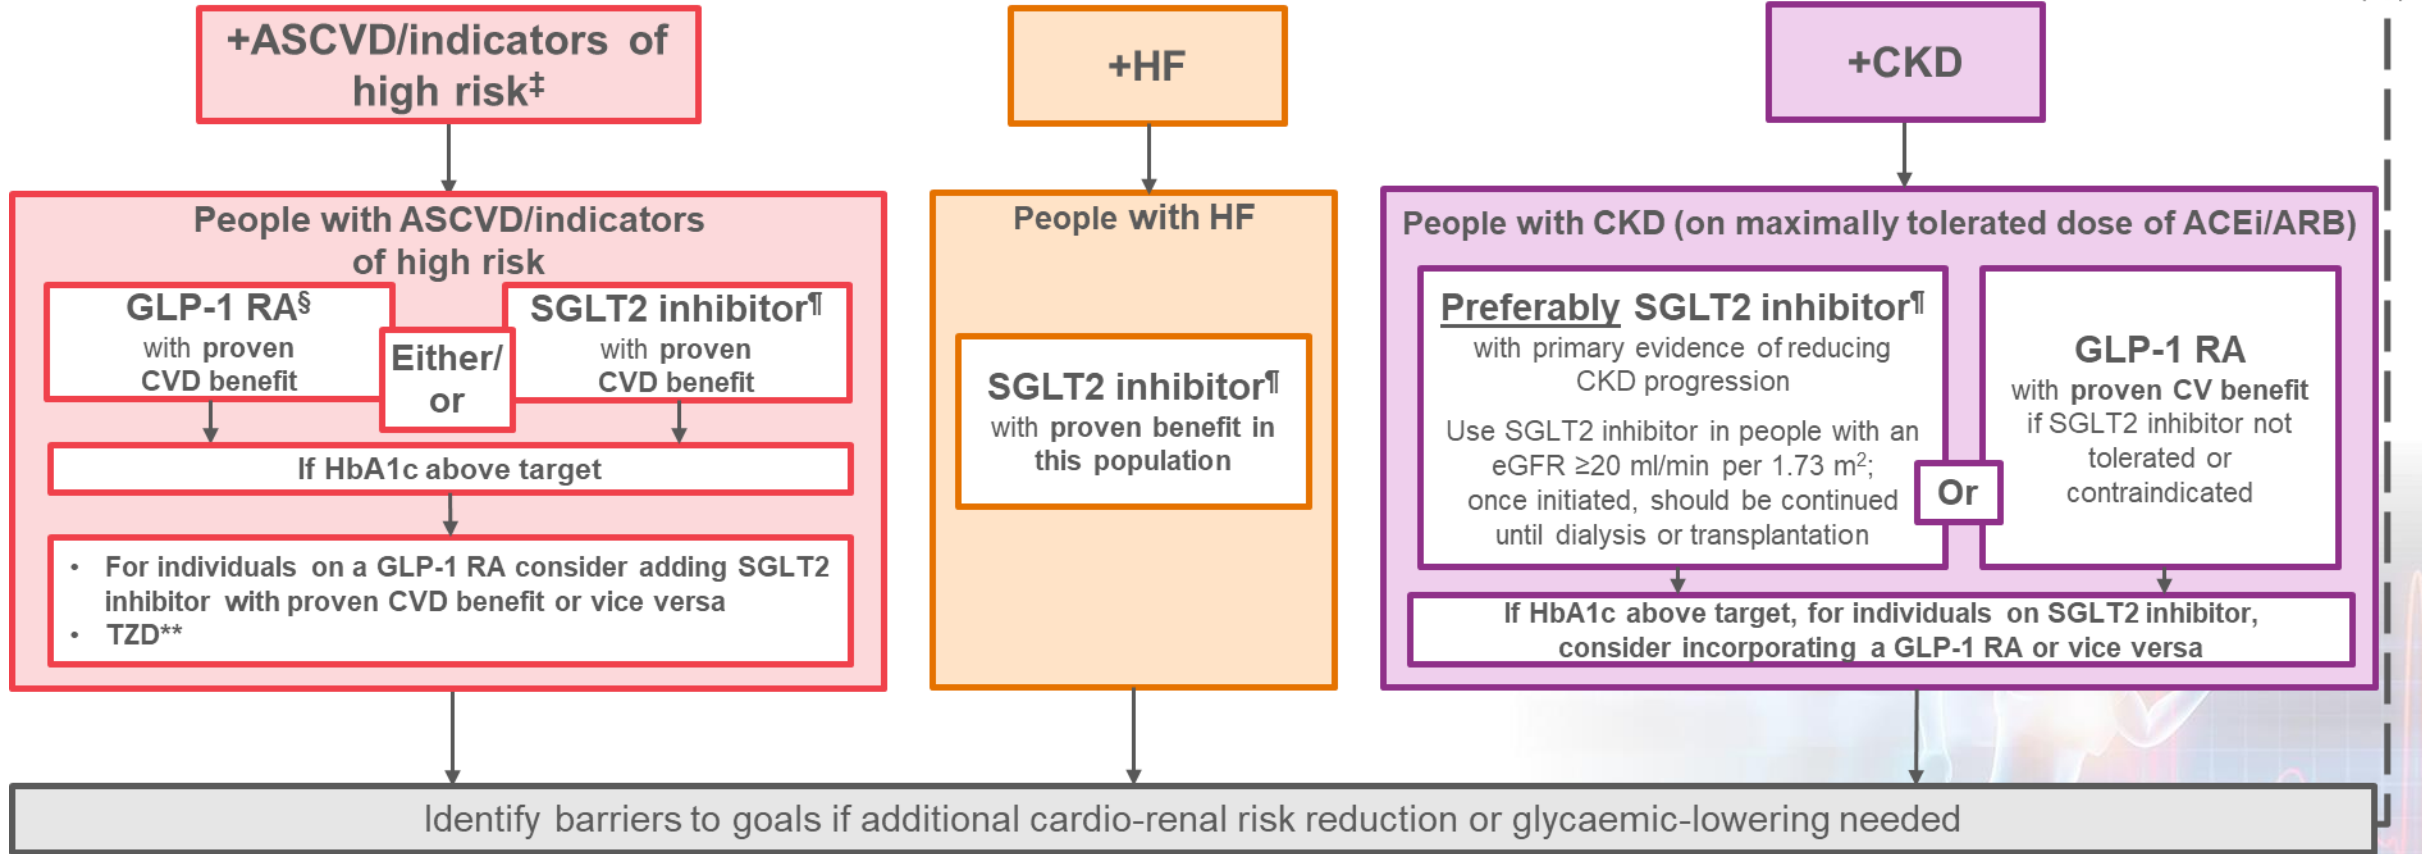 +ASCVD/indicators of
high risk‡
People with ASCVD/indicators
of high risk
GLP-1 RA§
with proven
CVD benefit
Either/
or
SGLT2 inhibitor¶
with proven
CVD benefit
If HbA1c above target
• For individuals on a GLP-1 RA consider adding SGLT2
inhibitor with proven CVD benefit or vice versa
• TZD**
+HF
People with HF
SGLT2 inhibitor¶
with proven benefit in
this population
+CKD
People with CKD (on maximally tolerated dose of ACEi/ARB)
Preferably SGLT2 inhibitor¶
with primary evidence of reducing
CKD progression
Use SGLT2 inhibitor in people with an
eGFR ≥20 ml/min per 1.73 m²;
once initiated, should be continued
until dialysis or transplantation
Or
GLP-1 RA
with proven CV benefit
if SGLT2 inhibitor not
tolerated or
contraindicated
If HbA1c above target, for individuals on SGLT2 inhibitor,
consider incorporating a GLP-1 RA or vice versa
Identify barriers to goals if additional cardio-renal risk reduction or glycaemic-lowering needed